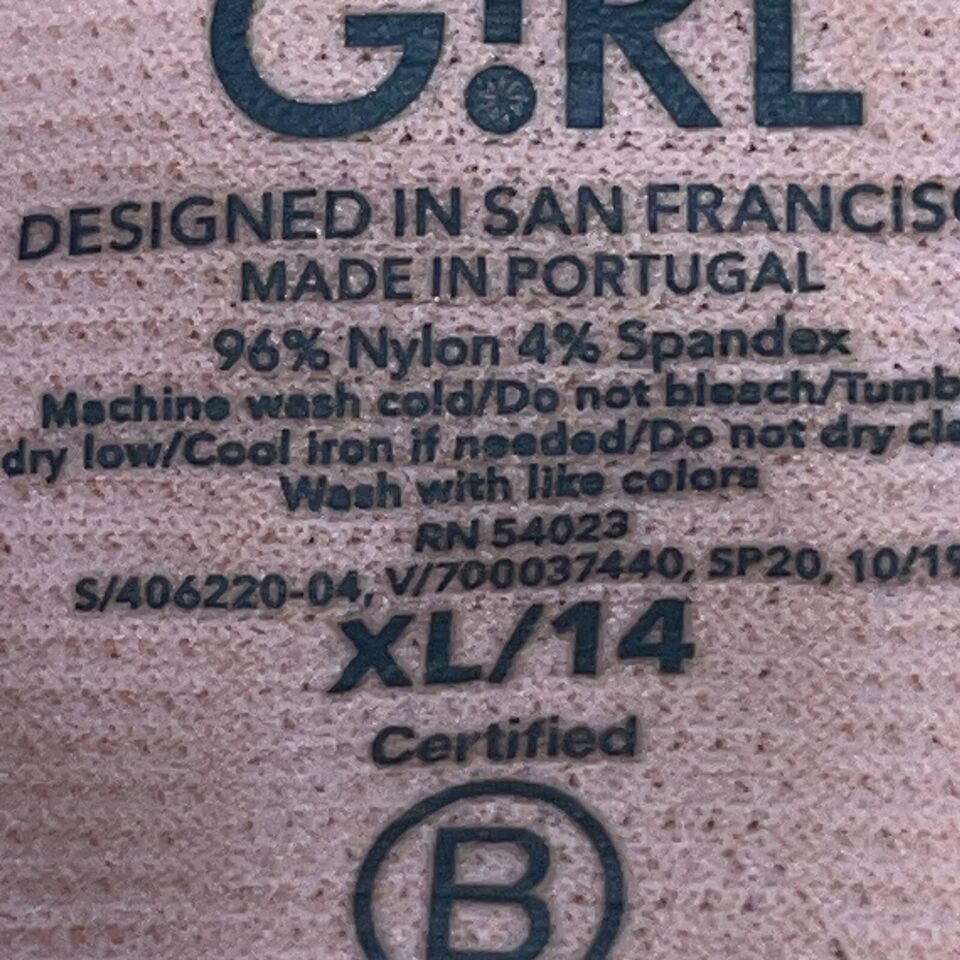 G!RL
DESIGNED IN SAN FRANCISC
MADE IN PORTUGAL
96% Nylon 4% Spandex
Machine wash cold/Do not bleach/Tumb
dry low/Cool iron if needed/Do not dry cle
Wash with like colors
RN 54023
S/406220-04, V//700037440, SP20, 10/19
XL/14
Certified
B